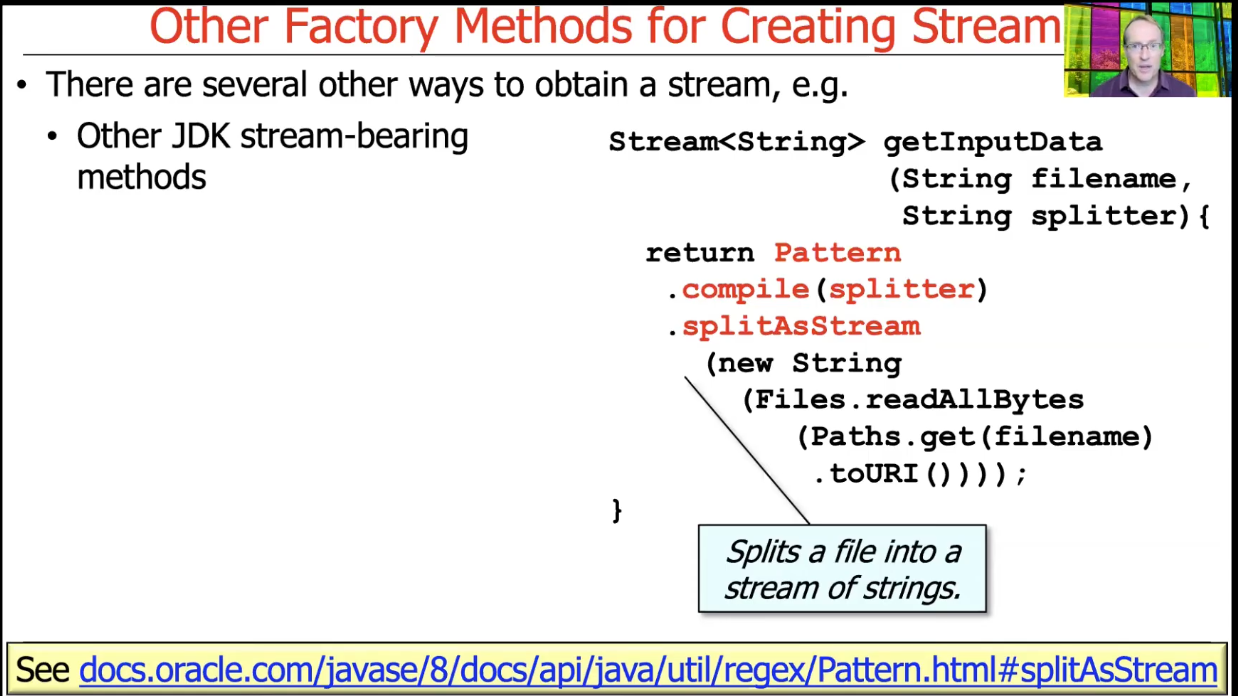 Other Factory Methods for Creating Stream
• There are several other ways to obtain a stream, e.g.
• Other JDK stream-bearing
methods
Stream<String> getInputData
(String filename,
String splitter){
return Pattern
.compile(splitter)
.splitAsStream
(new String
(Files.readAllBytes
(Paths.get(filename)
.toURI())));
}
Splits a file into a
stream of strings.
See docs.oracle.com/javase/8/docs/api/java/util/regex/Pattern.html#splitAsStream